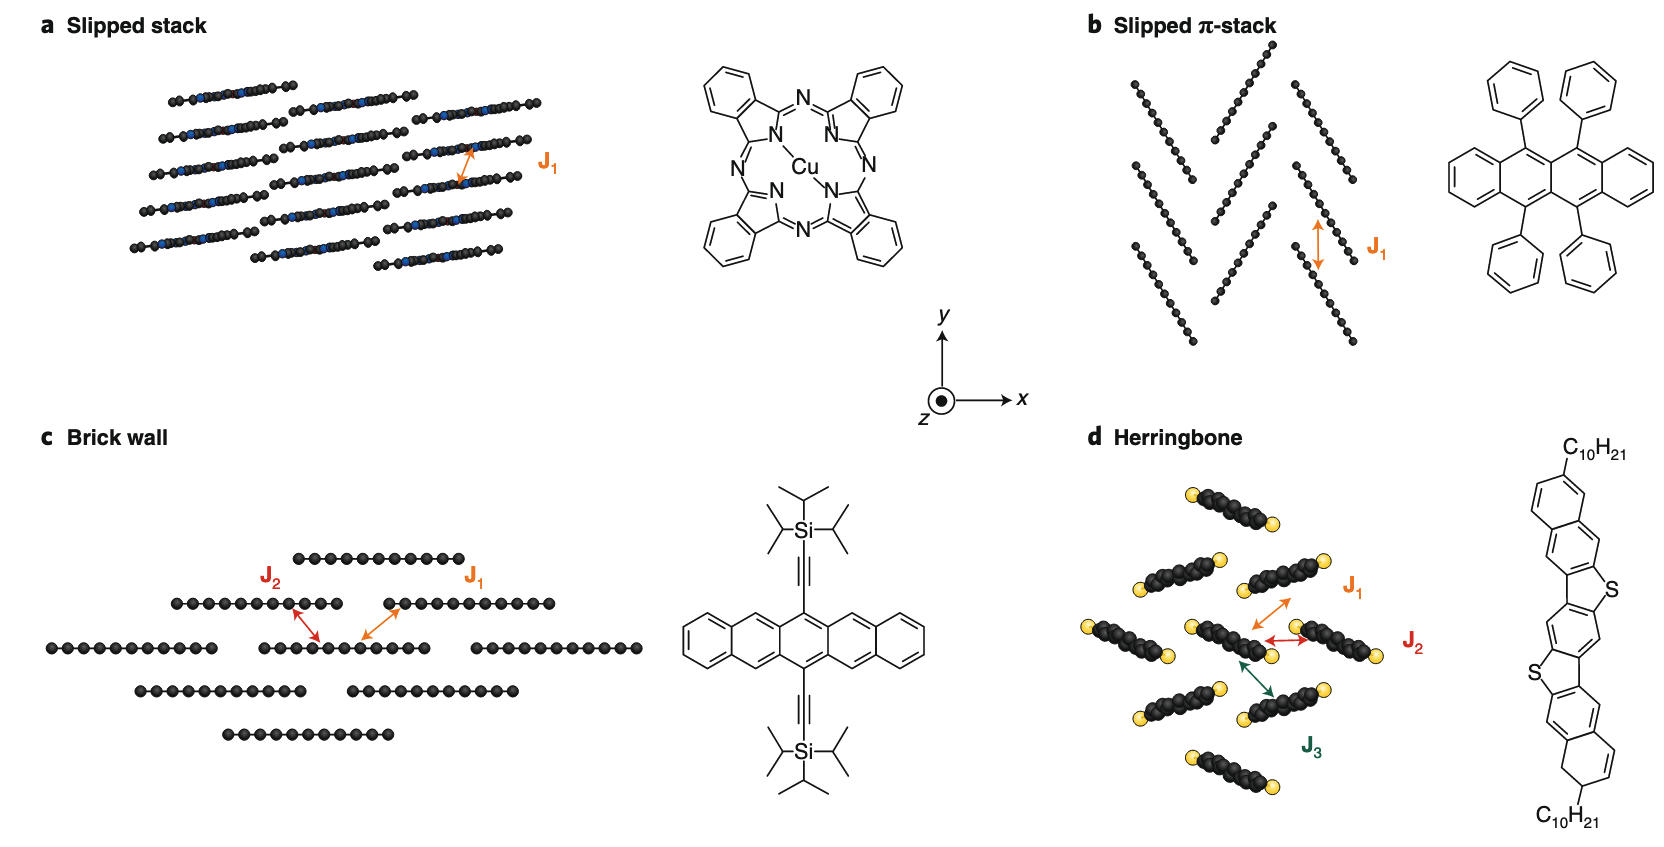 a Slipped stack
J₁
N
N
N
N
N
Cu
N
N
N
b Slipped π-stack
J₁
y
x
z
c Brick wall
J₂
J₁
Si
Si
d Herringbone
J₁
J₂
J₃
C₁₀H₂₁
S
S
C₁₀H₂₁